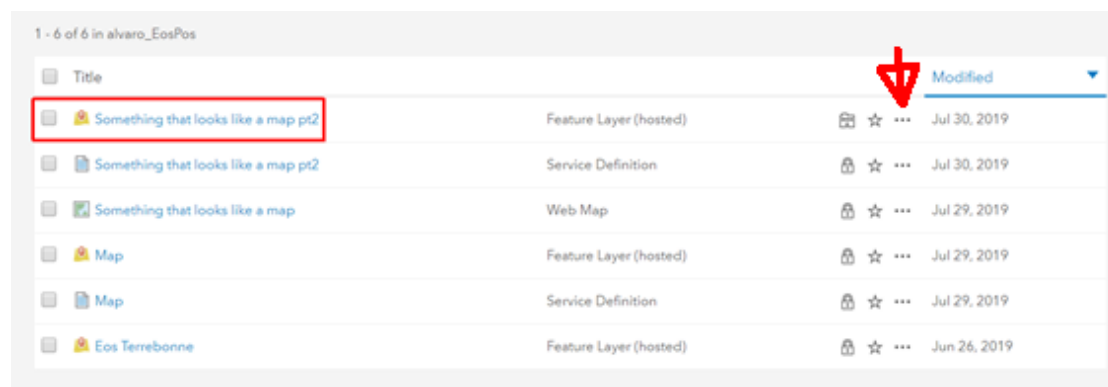 1 - 6 of 6 in alvaro_EosPos
Title Modified
Something that looks like a map pt2 Feature Layer (hosted) Jul 30, 2019
Something that looks like a map pt2 Service Definition Jul 30, 2019
Something that looks like a map Web Map Jul 29, 2019
Map Feature Layer (hosted) Jul 29, 2019
Map Service Definition Jul 29, 2019
Eos Terrebonne Feature Layer (hosted) Jun 26, 2019